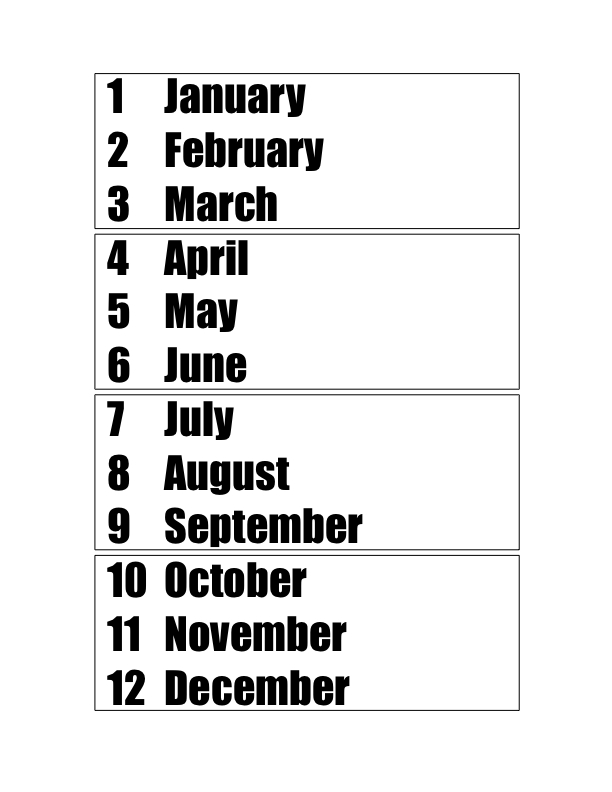 1 January
2 February
3 March
4 April
5 May
6 June
7 July
8 August
9 September
10 October
11 November
12 December